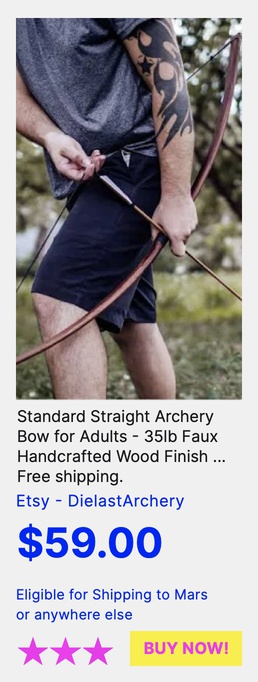 Standard Straight Archery
Bow for Adults - 35lb Faux
Handcrafted Wood Finish ...
Free shipping.
Etsy - DielastArchery
$59.00
Eligible for Shipping to Mars
or anywhere else
BUY NOW!